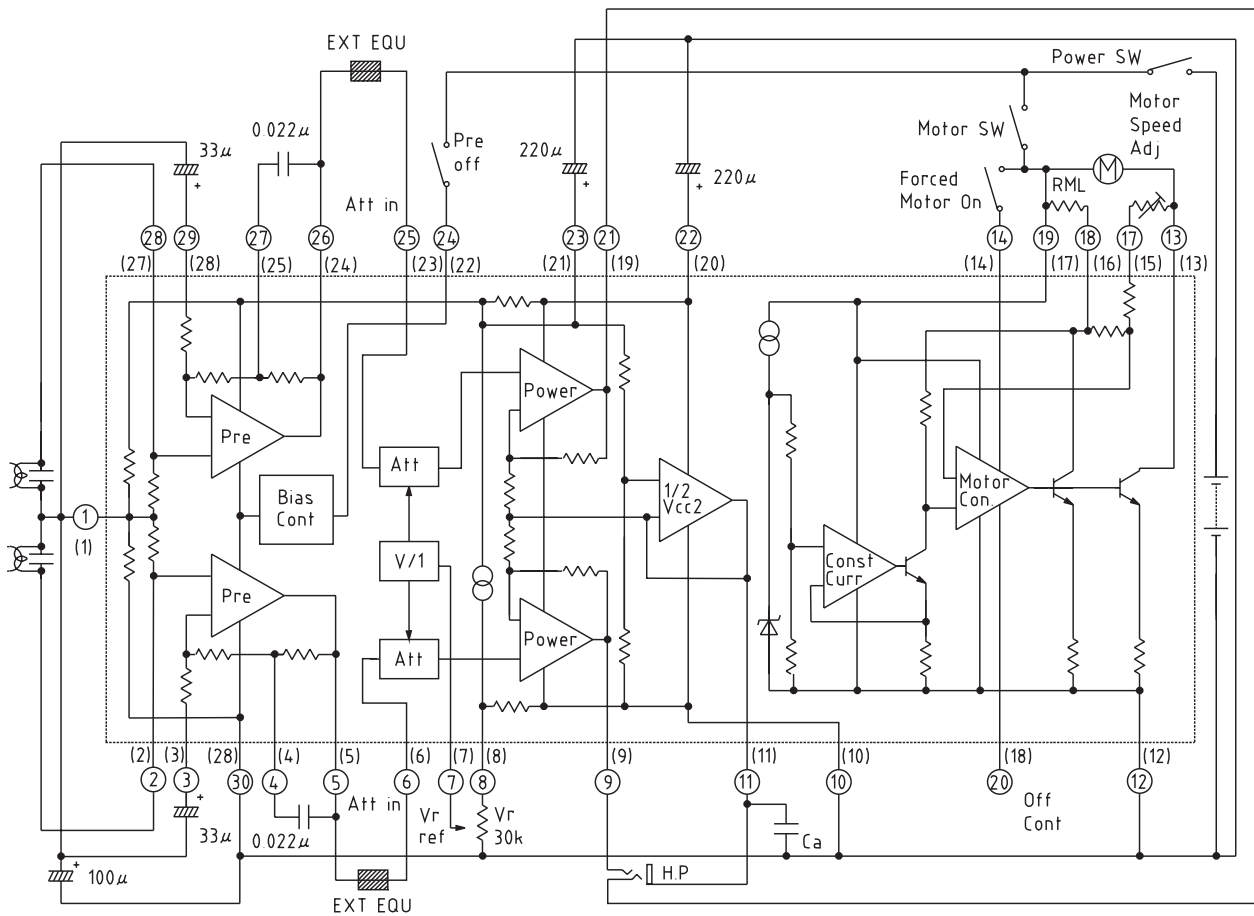 EXT EQU
Power SW
0.022μ
33μ
Pre
off
220μ
220μ
Motor SW
Motor
Speed
Adj
Forced
Motor On
RML
M
Att in
28
29
27
26
25
24
23
21
22
14
19
18
17
13
(27)
(28)
(25)
(24)
(23)
(22)
(21)
(19)
(20)
(14)
(17)
(16)
(15)
(13)
Power
Pre
Att
1/2
Vcc2
Motor
Con.
Bias
Cont
1
(1)
V/1
Const
Curr
Pre
Power
Att
(2)
(3)
(28)
(4)
(5)
(6)
(7)
(8)
(9)
(11)
(10)
(18)
(12)
2
3
30
4
5
6
7
8
9
11
10
20
12
Att in
Off
Cont
33μ
0.022μ
Vr
ref
Vr
30k
Ca
100μ
H.P
EXT EQU
+
+
+
+
+
+